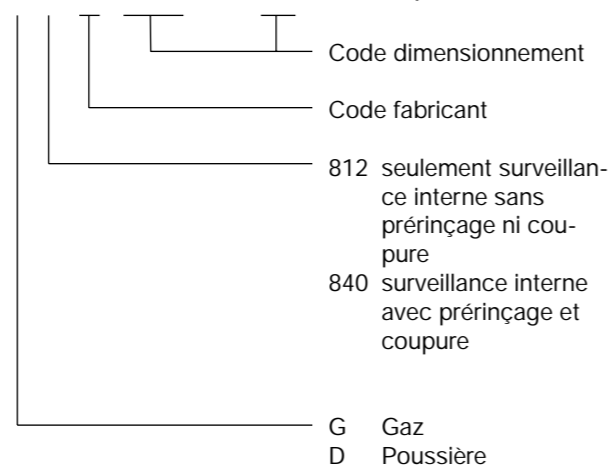 Code dimensionnement
Code fabricant
812 seulement surveillan-
ce interne sans
prérinçage ni cou-
pure
840 surveillance interne
avec prérinçage et
coupure
G Gaz
D Poussière